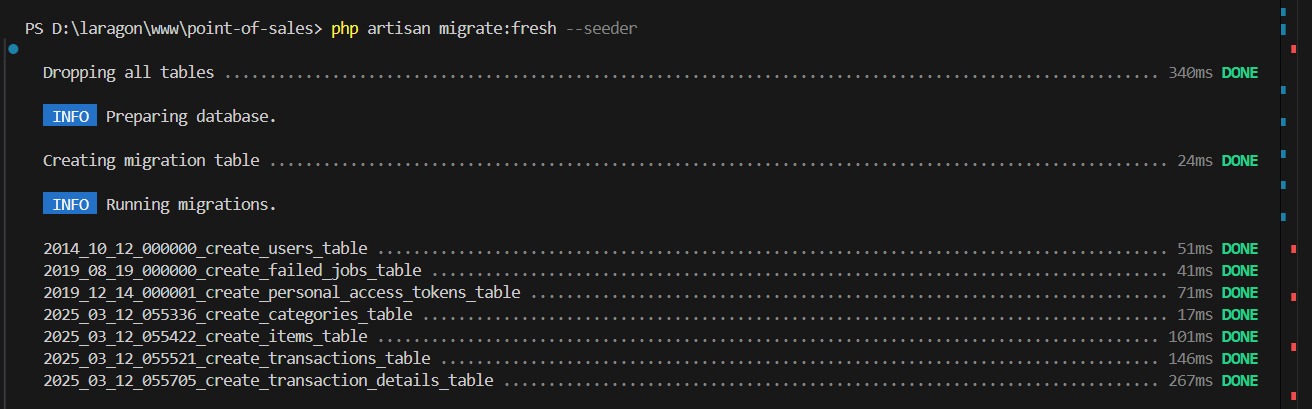 PS D:\laragon\www\point-of-sales> php artisan migrate:fresh --seeder
Dropping all tables ........................................................................................................ 340ms DONE
INFO Preparing database.
Creating migration table .................................................................................................... 24ms DONE
INFO Running migrations.
2014_10_12_000000_create_users_table ........................................................................................ 51ms DONE
2019_08_19_000000_create_failed_jobs_table .................................................................................. 41ms DONE
2019_12_14_000001_create_personal_access_tokens_table ....................................................................... 71ms DONE
2025_03_12_055336_create_categories_table ................................................................................... 17ms DONE
2025_03_12_055422_create_items_table ....................................................................................... 101ms DONE
2025_03_12_055521_create_transactions_table ................................................................................ 146ms DONE
2025_03_12_055705_create_transaction_details_table ......................................................................... 267ms DONE